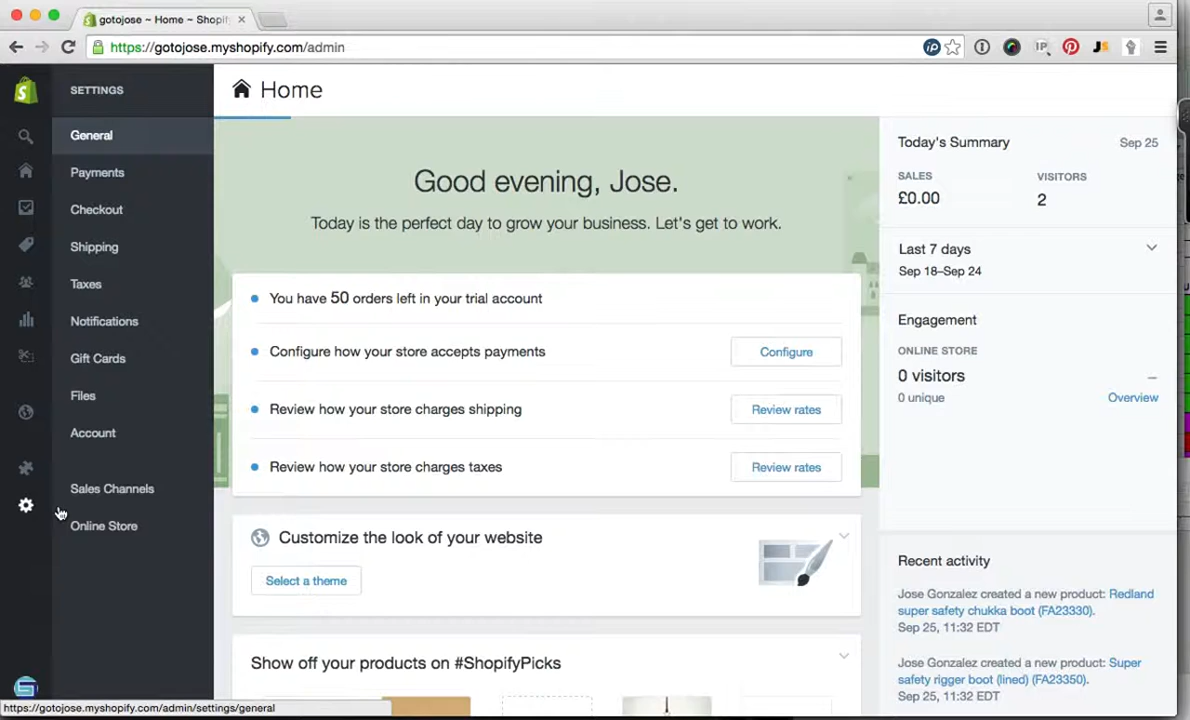 gotojose ~ Home ~ Shopif
https://gotojose.myshopify.com/admin
SETTINGS
General
Payments
Checkout
Shipping
Taxes
Notifications
Gift Cards
Files
Account
Sales Channels
Online Store
Home
Good evening, Jose.
Today is the perfect day to grow your business. Let's get to work.
You have 50 orders left in your trial account
Configure how your store accepts payments
Configure
Review how your store charges shipping
Review rates
Review how your store charges taxes
Review rates
Customize the look of your website
Select a theme
Show off your products on #ShopifyPicks
Today's Summary
Sep 25
SALES
VISITORS
£0.00
2
Last 7 days
Sep 18–Sep 24
Engagement
ONLINE STORE
0 visitors
–
0 unique
Overview
Recent activity
Jose Gonzalez created a new product: Redland
super safety chukka boot (FA23330).
Sep 25, 11:32 EDT
Jose Gonzalez created a new product: Super
safety rigger boot (lined) (FA23350).
Sep 25, 11:32 EDT
https://gotojose.myshopify.com/admin/settings/general